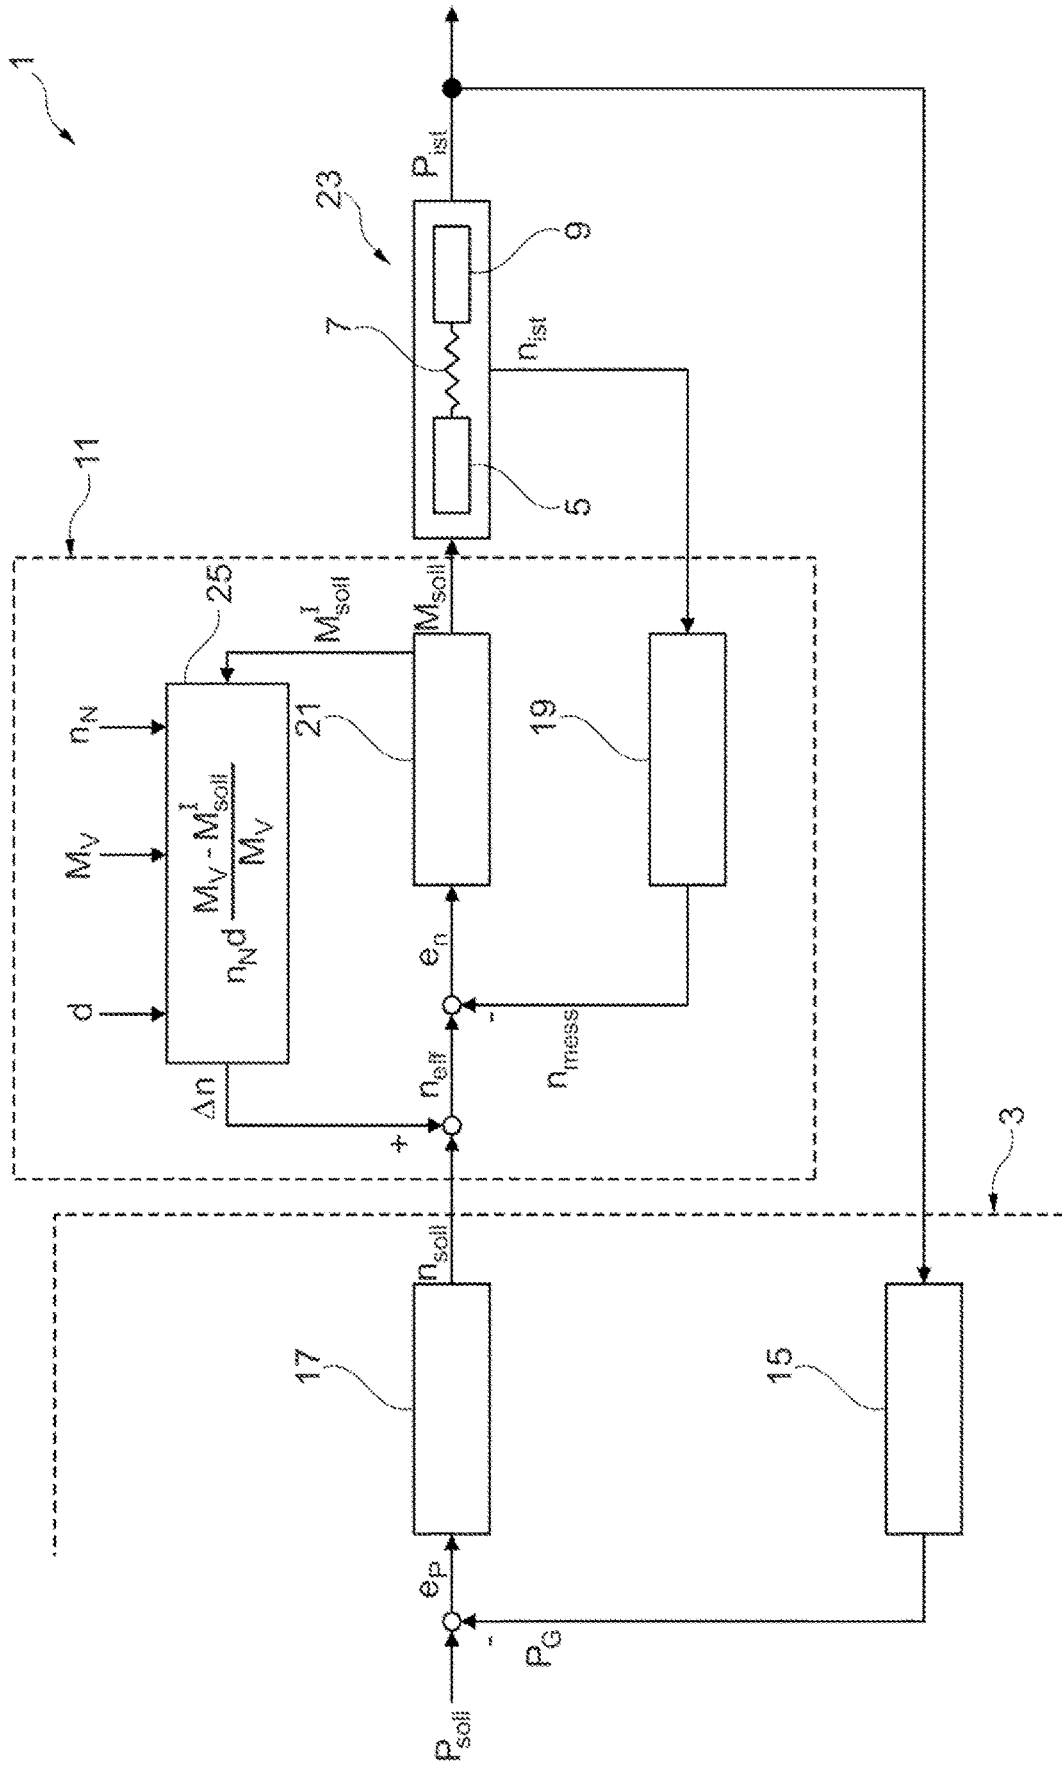 1
11
23
7
9
5
P_ist
n_ist
d
M_V
n_N
25
n_N d (M_V - M^I_soll) / M_V
M^I_soll
Δn
+
n_eff
e_n
21
M_soll
-
n_mess
19
3
P_soll
e_P
17
n_soll
-
P_G
15